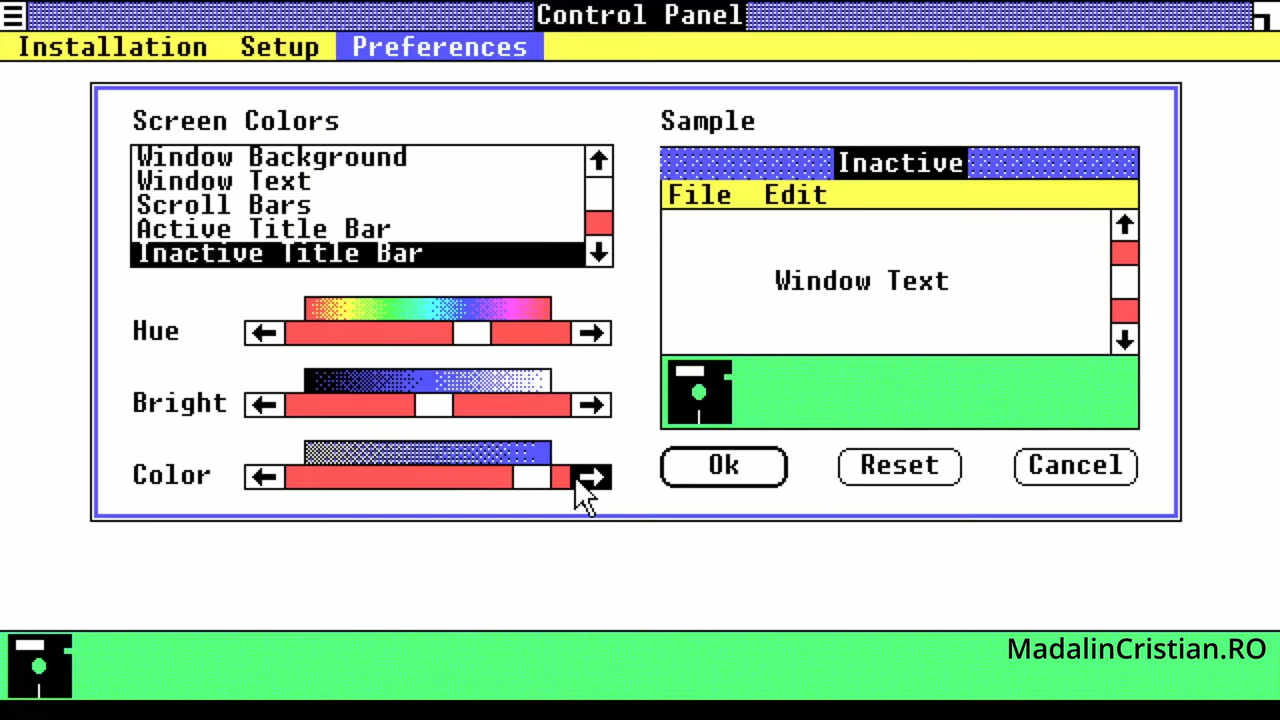 Control Panel
Installation Setup Preferences
Screen Colors
Window Background
Window Text
Scroll Bars
Active Title Bar
Inactive Title Bar
Hue
Bright
Color
Sample
Inactive
File Edit
Window Text
Ok Reset Cancel
MadalinCristian.RO